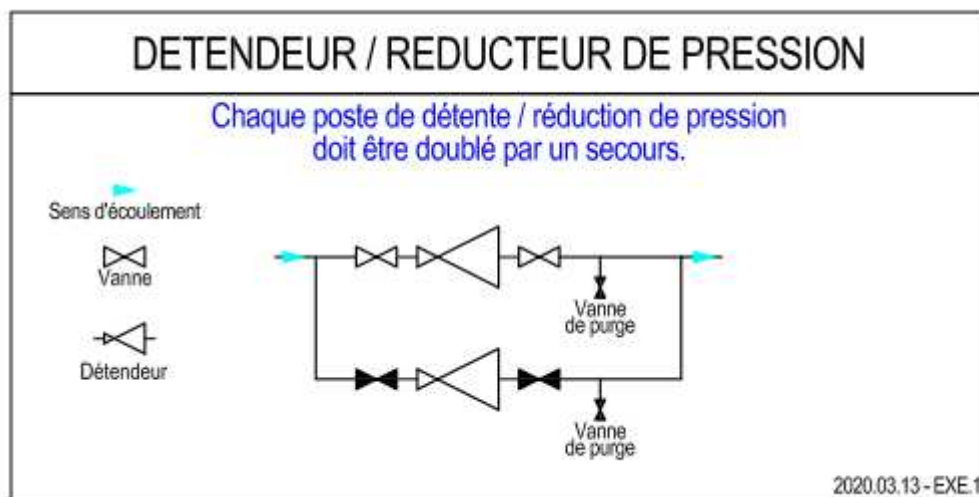 DETENDEUR / REDUCTEUR DE PRESSION
Chaque poste de détente / réduction de pression
doit être doublé par un secours.
Sens d'écoulement
Vanne
Détendeur
Vanne
de purge
Vanne
de purge
2020.03.13 - EXE